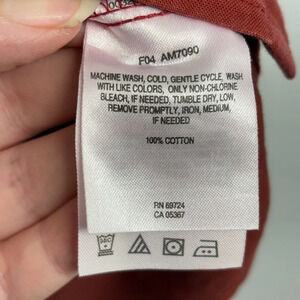 F04 AM7090
MACHINE WASH, COLD, GENTLE CYCLE, WASH
WITH LIKE COLORS, ONLY NON-CHLORINE
BLEACH, IF NEEDED, TUMBLE DRY, LOW,
REMOVE PROMPTLY, IRON, MEDIUM,
IF NEEDED
100% COTTON
RN 69724
CA 05367